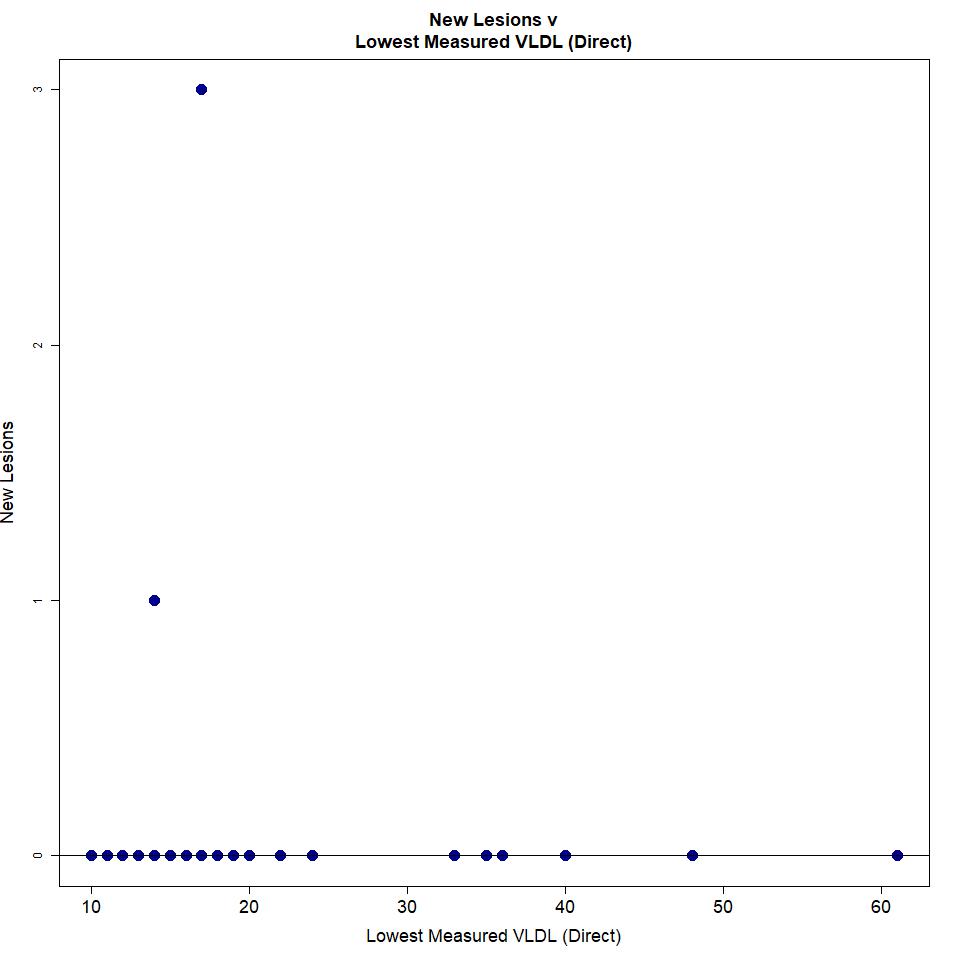 New Lesions v
Lowest Measured VLDL (Direct)
3
2
1
0
New Lesions
10 20 30 40 50 60
Lowest Measured VLDL (Direct)